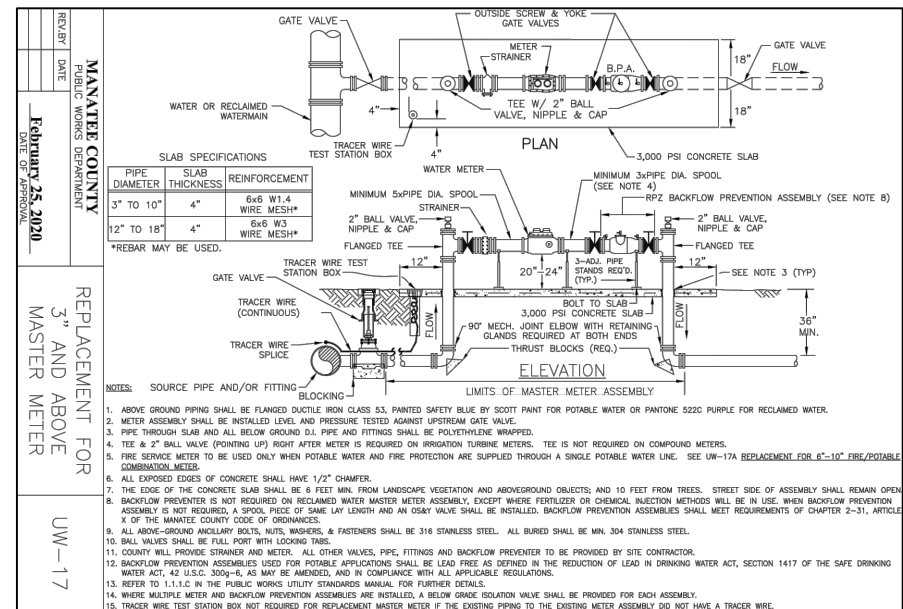 REV.BY
DATE
MANATEE COUNTY
PUBLIC WORKS DEPARTMENT
February 25, 2020
DATE OF APPROVAL
REPLACEMENT FOR
3" AND ABOVE
MASTER METER
UW-17
GATE VALVE
OUTSIDE SCREW & YOKE
GATE VALVES
METER
STRAINER
B.P.A.
18"
GATE VALVE
FLOW
WATER OR RECLAIMED
WATERMAIN
4"
TEE W/ 2" BALL
VALVE, NIPPLE & CAP
18"
TRACER WIRE
TEST STATION BOX
4"
PLAN
3,000 PSI CONCRETE SLAB
SLAB SPECIFICATIONS
PIPE
DIAMETER
SLAB
THICKNESS
REINFORCEMENT
3" TO 10"
4"
6x6 W1.4
WIRE MESH*
12" TO 18"
4"
6x6 W3
WIRE MESH*
*REBAR MAY BE USED.
WATER METER
MINIMUM 3xPIPE DIA. SPOOL
(SEE NOTE 4)
MINIMUM 5xPIPE DIA. SPOOL
RPZ BACKFLOW PREVENTION ASSEMBLY (SEE NOTE 8)
STRAINER
2" BALL VALVE,
NIPPLE & CAP
2" BALL VALVE,
NIPPLE & CAP
FLANGED TEE
FLANGED TEE
TRACER WIRE TEST
STATION BOX
12"
20"-24"
3-ADJ. PIPE
STANDS REQ'D.
(TYP.)
12"
GATE VALVE
SEE NOTE 3 (TYP)
TRACER WIRE
(CONTINUOUS)
BOLT TO SLAB
3,000 PSI CONCRETE SLAB
FLOW
FLOW
36"
MIN.
90° MECH. JOINT ELBOW WITH RETAINING
GLANDS REQUIRED AT BOTH ENDS
TRACER WIRE
SPLICE
THRUST BLOCKS (REQ.)
ELEVATION
SOURCE PIPE AND/OR FITTING
BLOCKING
LIMITS OF MASTER METER ASSEMBLY
NOTES:
1. ABOVE GROUND PIPING SHALL BE FLANGED DUCTILE IRON CLASS 53, PAINTED SAFETY BLUE BY SCOTT PAINT FOR POTABLE WATER OR PANTONE 522C PURPLE FOR RECLAIMED WATER.
2. METER ASSEMBLY SHALL BE INSTALLED LEVEL AND PRESSURE TESTED AGAINST UPSTREAM GATE VALVE.
3. PIPE THROUGH SLAB AND ALL BELOW GROUND D.I. PIPE AND FITTINGS SHALL BE POLYETHYLENE WRAPPED.
4. TEE & 2" BALL VALVE (POINTING UP) RIGHT AFTER METER IS REQUIRED ON IRRIGATION TURBINE METERS. TEE IS NOT REQUIRED ON COMPOUND METERS.
5. FIRE SERVICE METER TO BE USED ONLY WHEN POTABLE WATER AND FIRE PROTECTION ARE SUPPLIED THROUGH A SINGLE POTABLE WATER LINE. SEE UW-17A REPLACEMENT FOR 6"-10" FIRE/POTABLE
COMBINATION METER.
6. ALL EXPOSED EDGES OF CONCRETE SHALL HAVE 1/2" CHAMFER.
7. THE EDGE OF THE CONCRETE SLAB SHALL BE 6 FEET MIN. FROM LANDSCAPE VEGETATION AND ABOVEGROUND OBJECTS; AND 10 FEET FROM TREES. STREET SIDE OF ASSEMBLY SHALL REMAIN OPEN.
8. BACKFLOW PREVENTER IS NOT REQUIRED ON RECLAIMED WATER MASTER METER ASSEMBLY, EXCEPT WHERE FERTILIZER OR CHEMICAL INJECTION METHODS WILL BE IN USE. WHEN BACKFLOW PREVENTION
ASSEMBLY IS NOT REQUIRED, A SPOOL PIECE OF SAME LAY LENGTH AND AN OS&Y VALVE SHALL BE INSTALLED. BACKFLOW PREVENTION ASSEMBLIES SHALL MEET REQUIREMENTS OF CHAPTER 2-31, ARTICLE
X OF THE MANATEE COUNTY CODE OF ORDINANCES.
9. ALL ABOVE-GROUND ANCILLARY BOLTS, NUTS, WASHERS, & FASTENERS SHALL BE 316 STAINLESS STEEL. ALL BURIED SHALL BE MIN. 304 STAINLESS STEEL.
10. BALL VALVES SHALL BE FULL PORT WITH LOCKING TABS.
11. COUNTY WILL PROVIDE STRAINER AND METER. ALL OTHER VALVES, PIPE, FITTINGS AND BACKFLOW PREVENTER TO BE PROVIDED BY SITE CONTRACTOR.
12. BACKFLOW PREVENTION ASSEMBLIES USED FOR POTABLE APPLICATIONS SHALL BE LEAD FREE AS DEFINED IN THE REDUCTION OF LEAD IN DRINKING WATER ACT, SECTION 1417 OF THE SAFE DRINKING
WATER ACT, 42 U.S.C. 300g-6, AS MAY BE AMENDED, AND IN COMPLIANCE WITH ALL APPLICABLE REGULATIONS.
13. REFER TO 1.1.1.C IN THE PUBLIC WORKS UTILITY STANDARDS MANUAL FOR FURTHER DETAILS.
14. WHERE MULTIPLE METER AND BACKFLOW PREVENTION ASSEMBLIES ARE INSTALLED, A BELOW GRADE ISOLATION VALVE SHALL BE PROVIDED FOR EACH ASSEMBLY.
15. TRACER WIRE TEST STATION BOX NOT REQUIRED FOR REPLACEMENT MASTER METER IF THE EXISTING PIPING TO THE EXISTING METER ASSEMBLY DID NOT HAVE A TRACER WIRE.